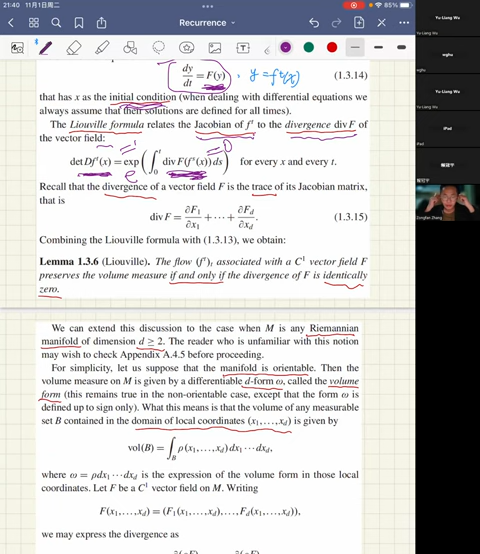 21:40 11月1日周二
85%
Recurrence
dy/dt = F(y) , y = f^t(x) (1.3.14)
that has x as the initial condition (when dealing with differential equations we
always assume that their solutions are defined for all times).
The Liouville formula relates the Jacobian of f^t to the divergence div F of
the vector field:
det Df^t(x) = exp(∫_0^t div F(f^s(x)) ds) for every x and every t.
e
Recall that the divergence of a vector field F is the trace of its Jacobian matrix,
that is
div F = ∂F_1/∂x_1 + ··· + ∂F_d/∂x_d. (1.3.15)
Combining the Liouville formula with (1.3.13), we obtain:
Lemma 1.3.6 (Liouville). The flow (f^t)_t associated with a C^1 vector field F
preserves the volume measure if and only if the divergence of F is identically
zero.
We can extend this discussion to the case when M is any Riemannian
manifold of dimension d ≥ 2. The reader who is unfamiliar with this notion
may wish to check Appendix A.4.5 before proceeding.
For simplicity, let us suppose that the manifold is orientable. Then the
volume measure on M is given by a differentiable d-form ω, called the volume
form (this remains true in the non-orientable case, except that the form ω is
defined up to sign only). What this means is that the volume of any measurable
set B contained in the domain of local coordinates (x_1,...,x_d) is given by
vol(B) = ∫_B ρ(x_1,...,x_d) dx_1 ··· dx_d,
where ω = ρdx_1 ··· dx_d is the expression of the volume form in those local
coordinates. Let F be a C^1 vector field on M. Writing
F(x_1,...,x_d) = (F_1(x_1,...,x_d),...,F_d(x_1,...,x_d)),
we may express the divergence as
Yu-Liang Wu
Yu-Liang Wu
wghu
wghu
Yu Liang Wu
Yu Liang Wu
iPad
iPad
Zongfan Zhang